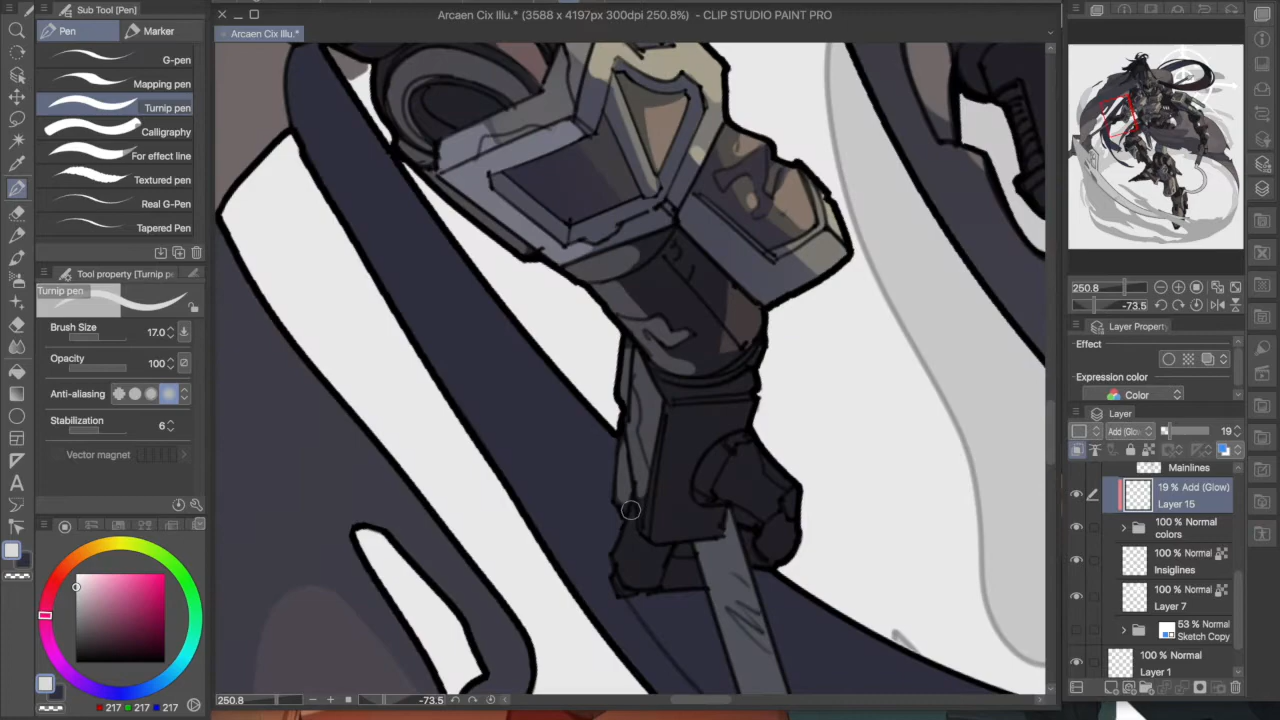 Sub Tool [Pen]
Arcaen Cix Illu.* (3588 x 4197px 300dpi 250.8%) - CLIP STUDIO PAINT PRO
Pen
Marker
Arcaen Cix Illu.*
G-pen
Mapping pen
Turnip pen
Calligraphy
For effect line
Textured pen
Real G-Pen
Tapered Pen
Tool property [Turnip p
Turnip pen
Brush Size
17.0
Opacity
100
Anti-aliasing
Stabilization
6
Vector magnet
217
217
217
250.8
-73.5
250.8
-73.5
Layer Property
Effect
Expression color
Color
Layer
Add (Glow)
19
Mainlines
19 % Add (Glow)
Layer 15
100 % Normal
colors
100 % Normal
Insiglines
100 % Normal
Layer 7
53 % Normal
Sketch Copy
100 % Normal
Layer 1